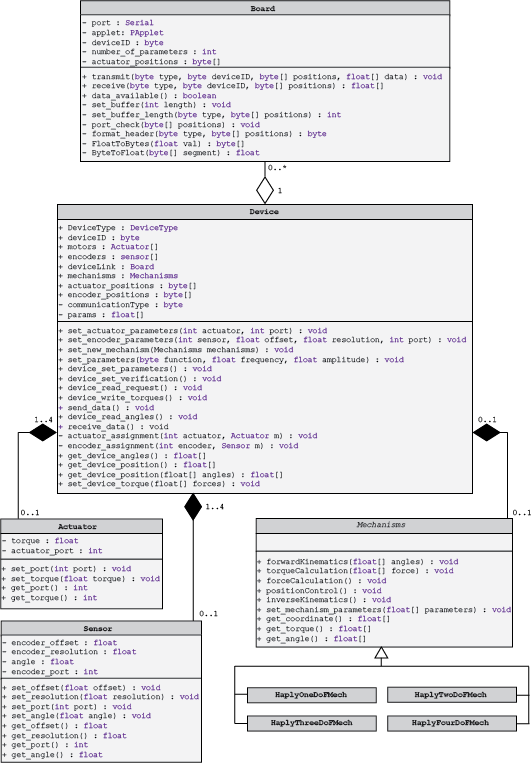 Board
- port : Serial
- applet: PApplet
- deviceID : byte
- number_of_parameters : int
- actuator_positions : byte[]
+ transmit(byte type, byte deviceID, byte[] positions, float[] data) : void
+ receive(byte type, byte deviceID, byte[] positions) : float[]
+ data_available() : boolean
- set_buffer(int length) : void
- set_buffer_length(byte type, byte[] positions) : int
- port_check(byte[] positions) : void
- format_header(byte type, byte[] positions) : byte
- FloatToBytes(float val) : byte[]
- ByteToFloat(byte[] segment) : float
0..*
1
Device
+ DeviceType : DeviceType
+ deviceID : byte
+ motors : Actuator[]
+ encoders : sensor[]
+ deviceLink : Board
+ mechanisms : Mechanisms
+ actuator_positions : byte[]
+ encoder_positions : byte[]
- communicationType : byte
- params : float[]
+ set_actuator_parameters(int actuator, int port) : void
+ set_encoder_parameters(int sensor, float offset, float resolution, int port) : void
+ set_new_mechanism(Mechanisms mechanisms) : void
+ set_parameters(byte function, float frequency, float amplitude) : void
+ device_set_parameters() : void
+ device_set_verification() : void
+ device_read_request() : void
+ device_write_torques() : void
+ send_data() : void
+ device_read_angles() : void
+ receive_data() : void
- actuator_assignment(int actuator, Actuator m) : void
- encoder_assignment(int encoder, Sensor m) : void
+ get_device_angles() : float[]
+ get_device_position() : float[]
+ get_device_position(float[] angles) : float[]
+ set_device_torque(float[] forces) : void
1..4
0..1
1..4
0..1
0..1
0..1
Actuator
- torque : float
- actuator_port : int
+ set_port(int port) : void
+ set_torque(float torque) : void
+ get_port() : int
+ get_torque() : int
Sensor
- encoder_offset : float
- encoder_resolution : float
- angle : float
- encoder_port : int
+ set_offset(float offset) : void
+ set_resolution(float resolution) : void
+ set_port(int port) : void
+ set_angle(float angle) : void
+ get_offset() : float
+ get_resolution() : float
+ get_port() : int
+ get_angle() : float
Mechanisms
+ forwardKinematics(float[] angles) : void
+ torqueCalculation(float[] force) : void
+ forceCalculation() : void
+ positionControl() : void
+ inverseKinematics() : void
+ set_mechanism_parameters(float[] parameters) : void
+ get_coordinate() : float[]
+ get_torque() : float[]
+ get_angle() : float[]
HaplyOneDoFMech
HaplyTwoDoFMech
HaplyThreeDoFMech
HaplyFourDoFMech